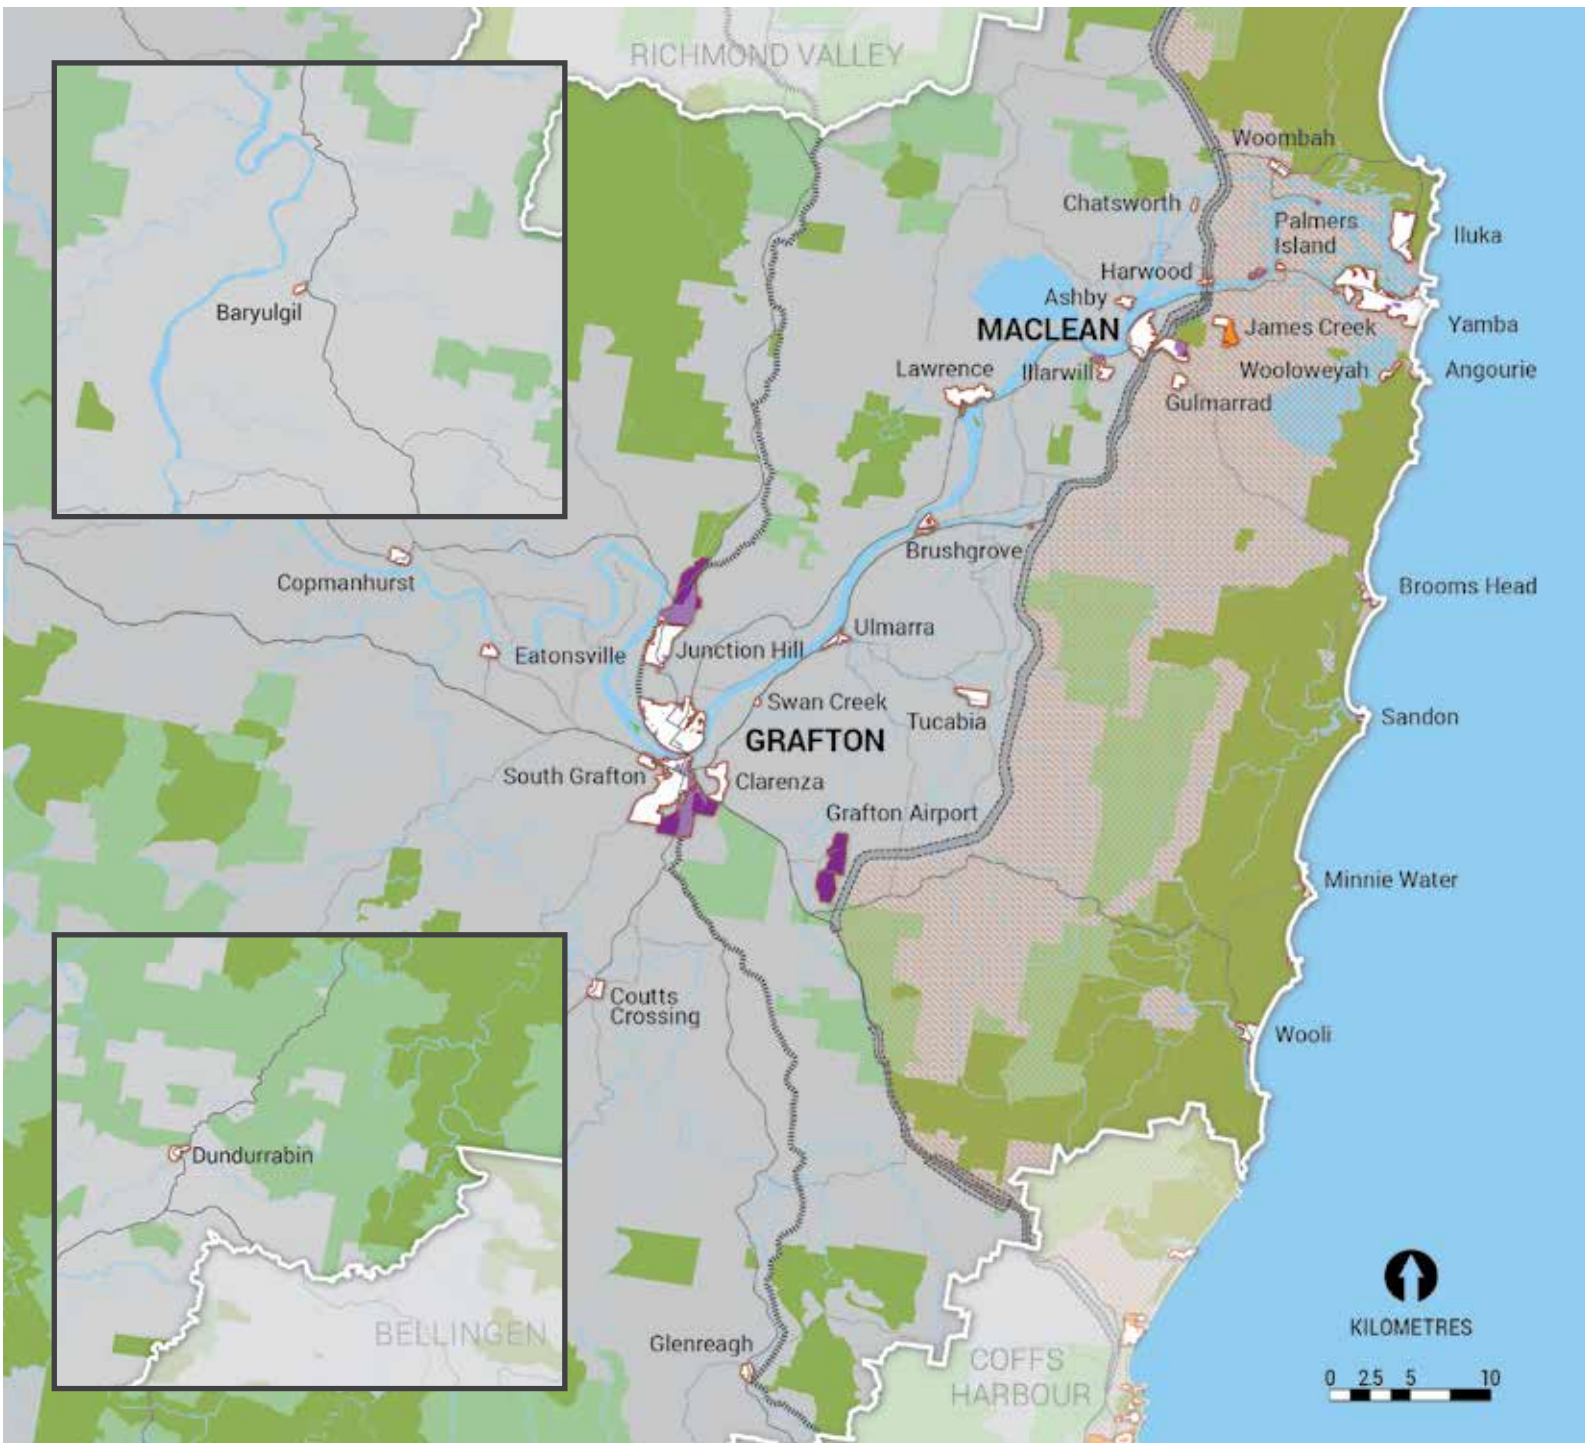 RICHMOND VALLEY
Woombah
Chatsworth
Palmers
Island
Iluka
Harwood
Ashby
MACLEAN
James Creek
Yamba
Baryulgil
Lawrence
Illarwill
Wooloweyah
Angourie
Gulmarrad
Brushgrove
Copmanhurst
Brooms Head
Ulmarra
Eatonsville
Junction Hill
Swan Creek
Tucabia
Sandon
GRAFTON
South Grafton
Clarenza
Grafton Airport
Minnie Water
Coutts
Crossing
Wooli
Dundurrabin
BELLINGEN
Glenreagh
COFFS
HARBOUR
KILOMETRES
0 2.5 5 10